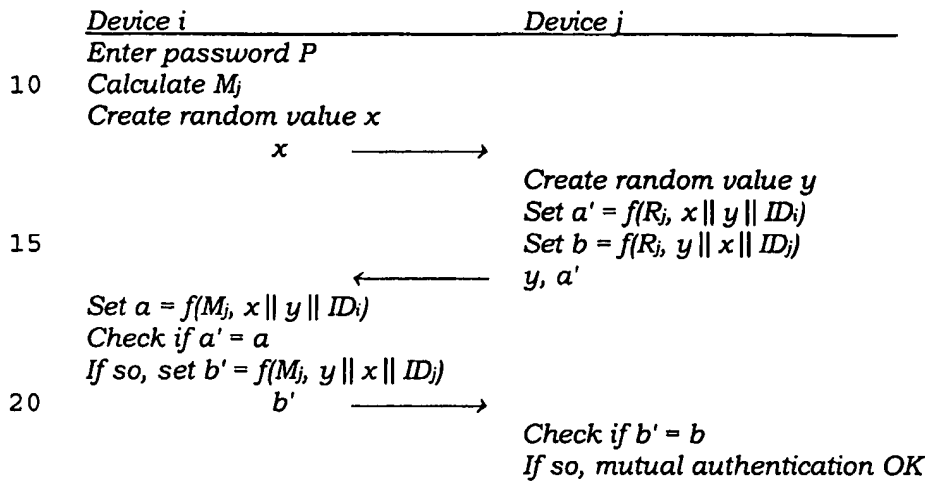 Device i Device j
Enter password P
10 Calculate Mj
Create random value x
x ⟶
Create random value y
Set a' = f(Rj, x || y || IDi)
15 Set b = f(Rj, y || x || IDj)
⟵ y, a'
Set a = f(Mj, x || y || IDi)
Check if a' = a
If so, set b' = f(Mj, y || x || IDj)
20 b' ⟶
Check if b' = b
If so, mutual authentication OK